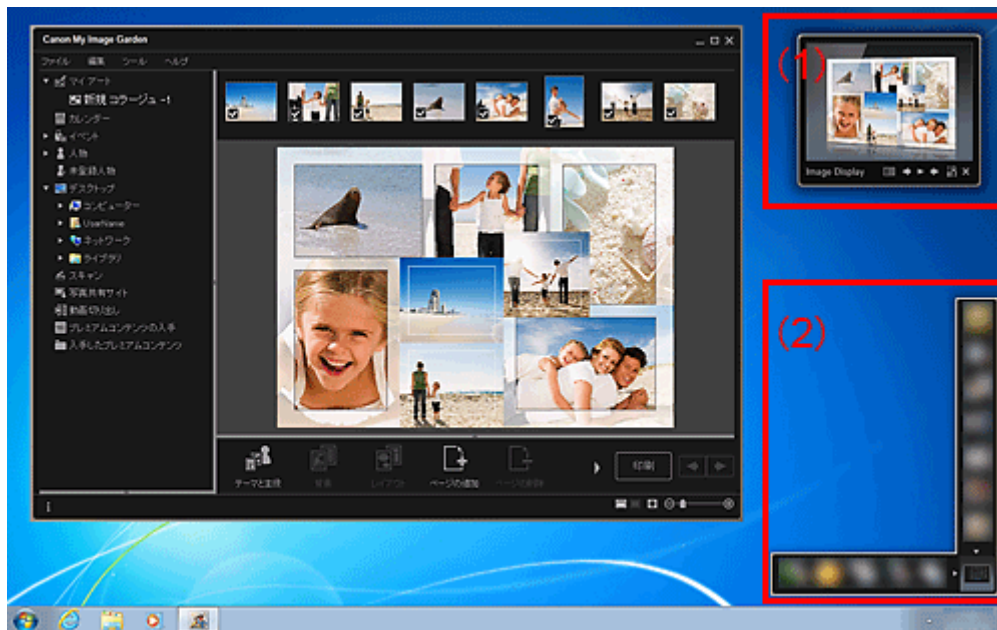 Canon My Image Garden
ファイル 編集 ツール ヘルプ
マイ アート
新規 コラージュ -1
カレンダー
イベント
人物
未登録人物
デスクトップ
コンピューター
UserName
ネットワーク
ライブラリ
スキャン
写真共有サイト
動画切り出し
プレミアムコンテンツの入手
入手したプレミアムコンテンツ
テーマと主役 背景 レイアウト ページの追加 ページの削除 印刷
(1)
Image Display
(2)